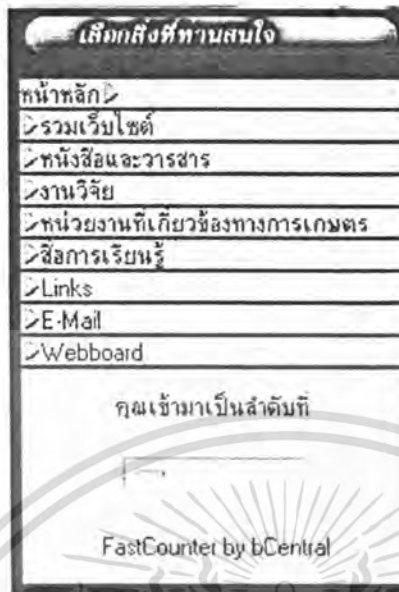 เลือกสิ่งที่ท่านสนใจ
หน้าหลัก
รวมเว็บไซต์
หนังสือและวารสาร
งานวิจัย
หน่วยงานที่เกี่ยวข้องทางการเกษตร
สื่อการเรียนรู้
Links
E-Mail
Webboard
คุณเข้ามาเป็นลำดับที่
FastCounter by bCentral